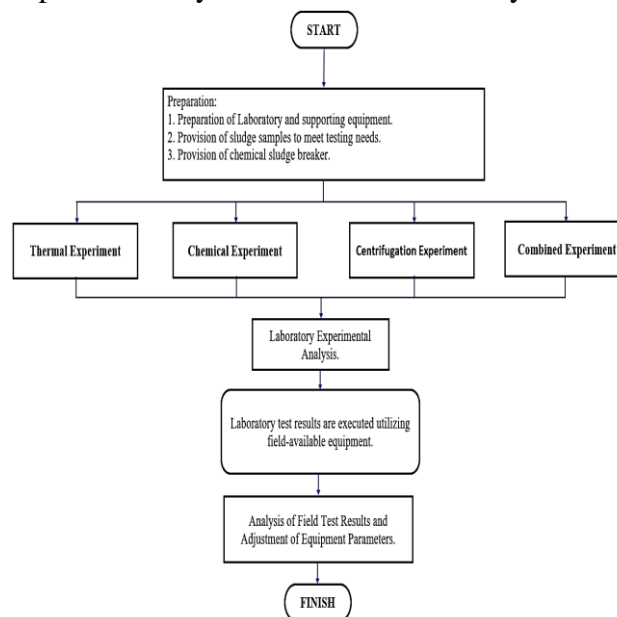 START
Preparation:
1. Preparation of Laboratory and supporting equipment.
2. Provision of sludge samples to meet testing needs.
3. Provision of chemical sludge breaker.
Thermal Experiment
Chemical Experiment
Centrifugation Experiment
Combined Experiment
Laboratory Experimental
Analysis.
Laboratory test results are executed utilizing
field-available equipment.
Analysis of Field Test Results and
Adjustment of Equipment Parameters.
FINISH